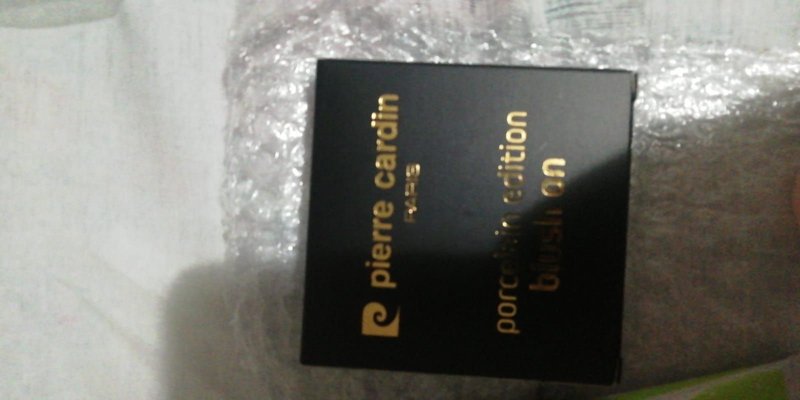 pierre cardin
PARIS
porcelain edition
blush on